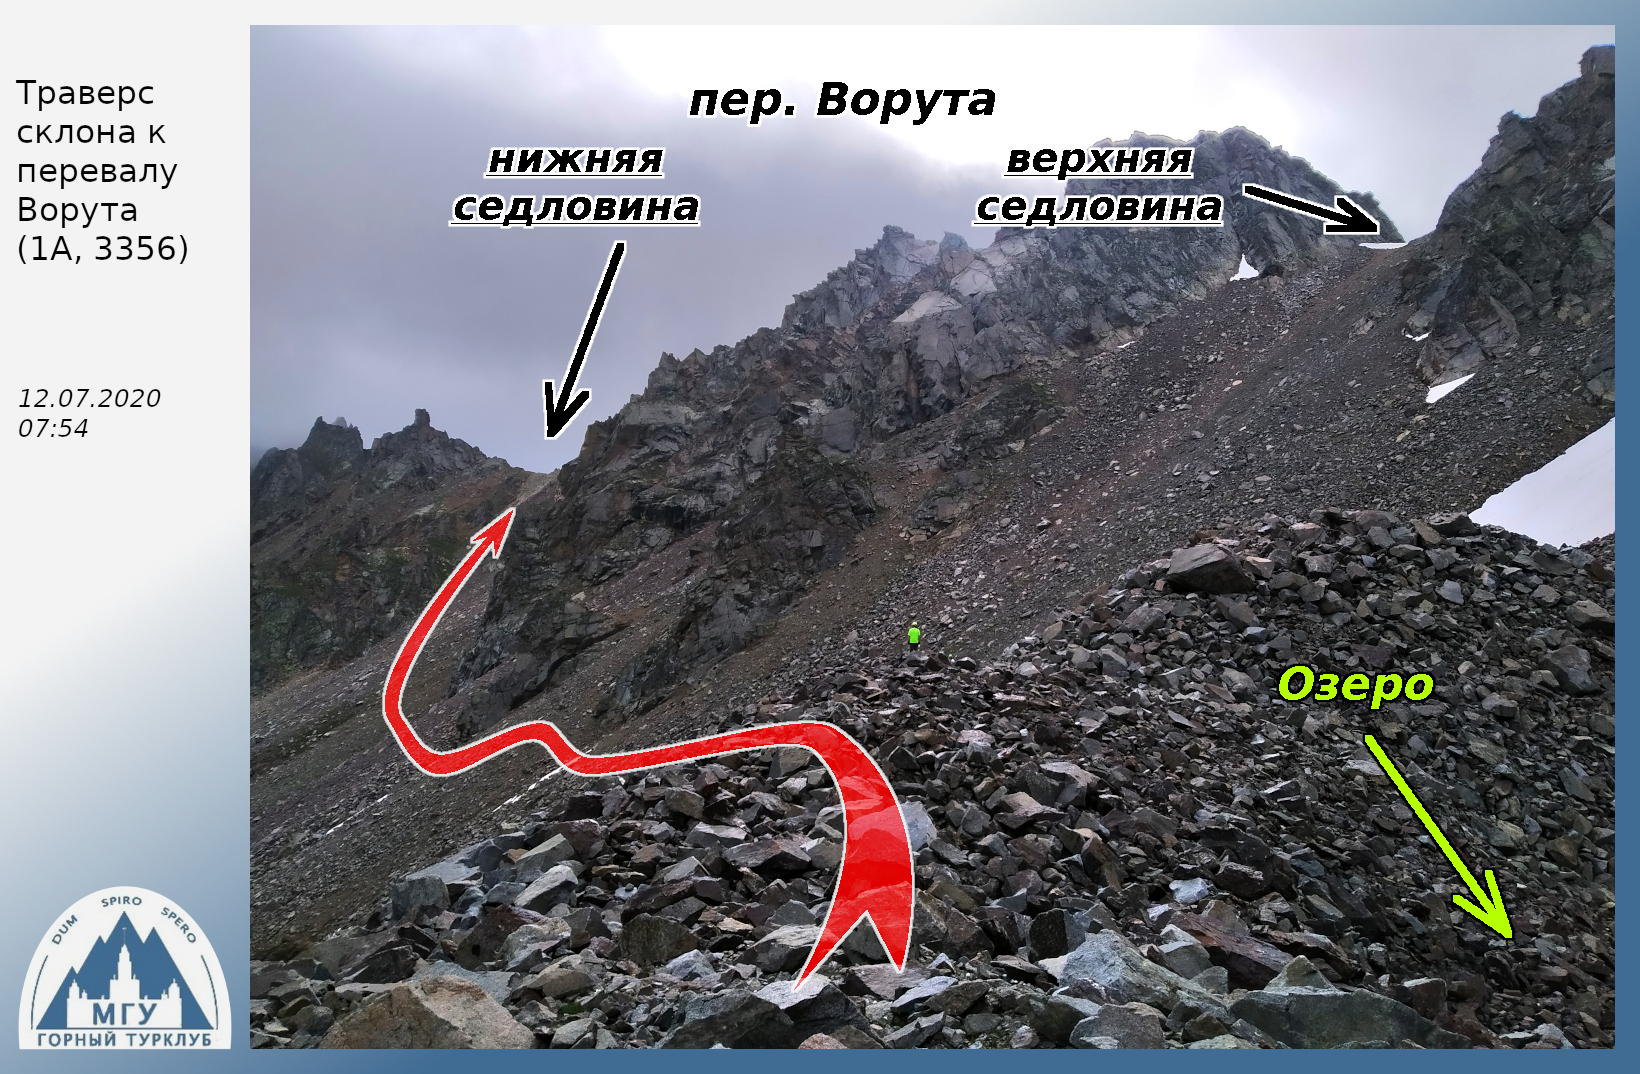 Траверс
склона к
перевалу
Ворута
(1А, 3356)
12.07.2020
07:54
пер. Ворута
нижняя
седловина
верхняя
седловина
Озеро
DUM SPIRO SPERO
МГУ
ГОРНЫЙ ТУРКЛУБ